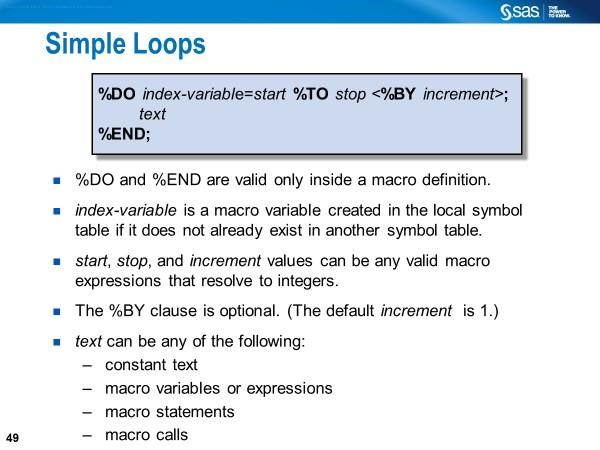 sas
THE
POWER
TO KNOW.
Simple Loops
%DO index-variable=start %TO stop <%BY increment>;
text
%END;
■ %DO and %END are valid only inside a macro definition.
■ index-variable is a macro variable created in the local symbol
table if it does not already exist in another symbol table.
■ start, stop, and increment values can be any valid macro
expressions that resolve to integers.
■ The %BY clause is optional. (The default increment is 1.)
■ text can be any of the following:
– constant text
– macro variables or expressions
– macro statements
– macro calls
49